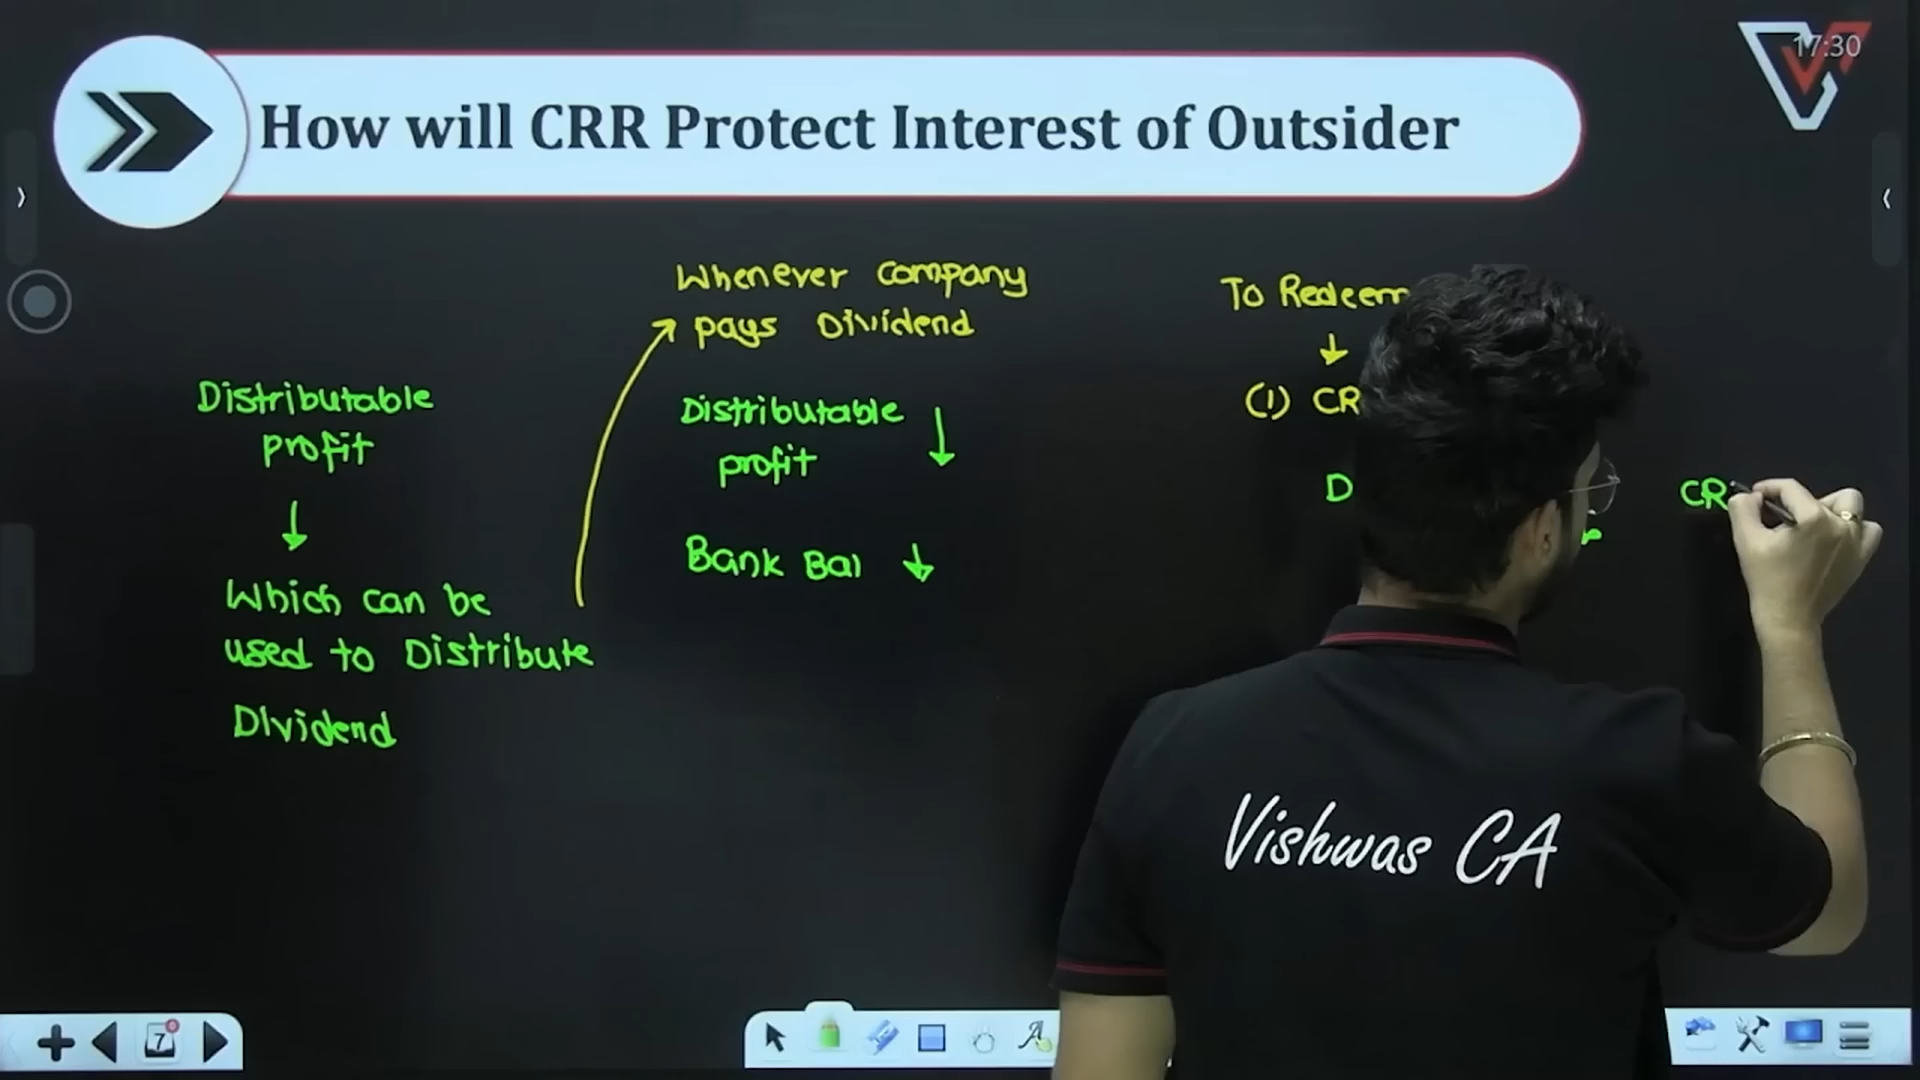 17:30
How will CRR Protect Interest of Outsider
Distributable
profit
Which can be
used to Distribute
Dividend
Whenever company
pays Dividend
Distributable
profit
Bank Bal
To Redeem
(1) CR
D
CR
Vishwas CA
7